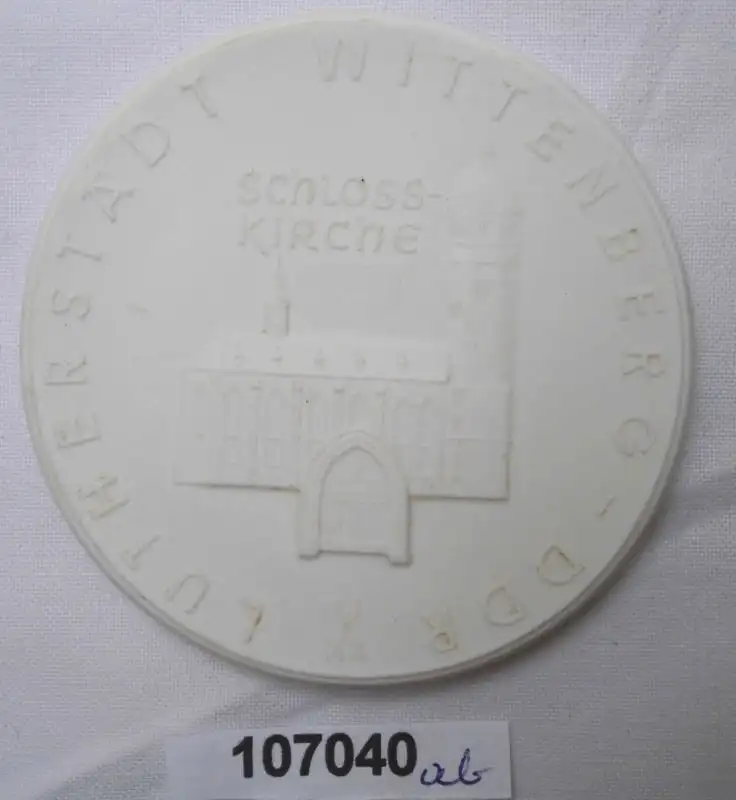 LUTHERSTADT WITTENBERG - DDR
SCHLOSS-
KIRCHE
107040 ab